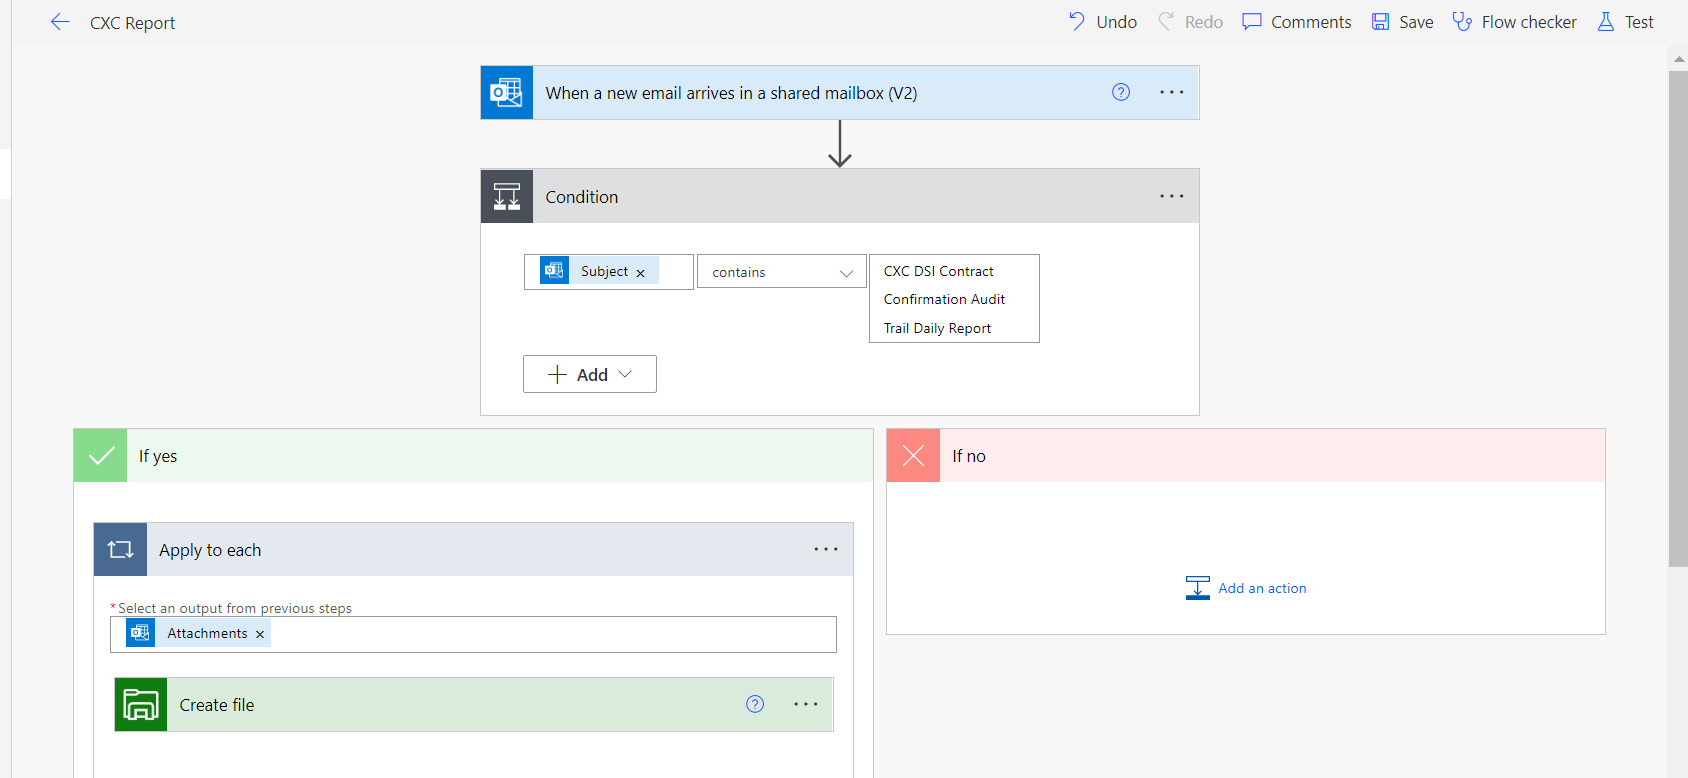 CXC Report
Undo Redo Comments Save Flow checker Test
When a new email arrives in a shared mailbox (V2)
Condition
Subject contains CXC DSI Contract
Confirmation Audit
Trail Daily Report
Add
If yes
If no
Apply to each
Add an action
*Select an output from previous steps
Attachments
Create file